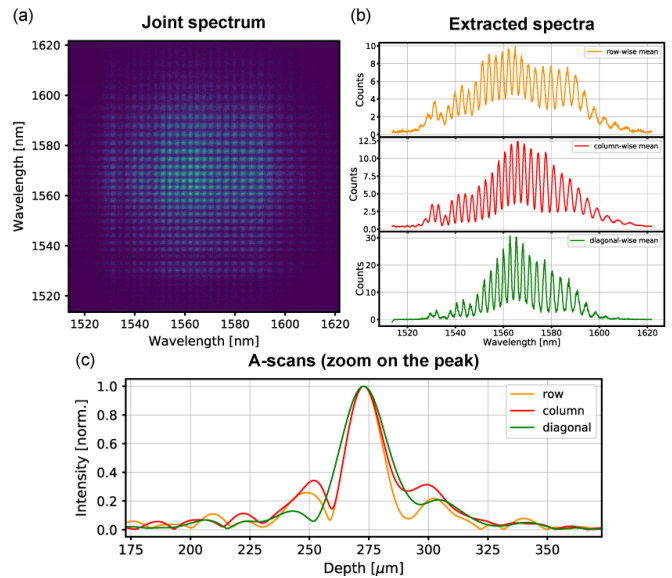 (a)
Joint spectrum
1620
1600
1580
1560
1540
1520
Wavelength [nm]
1520 1540 1560 1580 1600 1620
Wavelength [nm]
(b)
Extracted spectra
10
8
6
4
2
0
Counts
row-wise mean
12.5
10.0
7.5
5.0
2.5
0.0
Counts
column-wise mean
30
20
10
0
Counts
diagonal-wise mean
1520 1540 1560 1580 1600 1620
Wavelength [nm]
(c)
A-scans (zoom on the peak)
1.0
0.8
0.6
0.4
0.2
0.0
Intensity [norm.]
row
column
diagonal
175 200 225 250 275 300 325 350
Depth [μm]